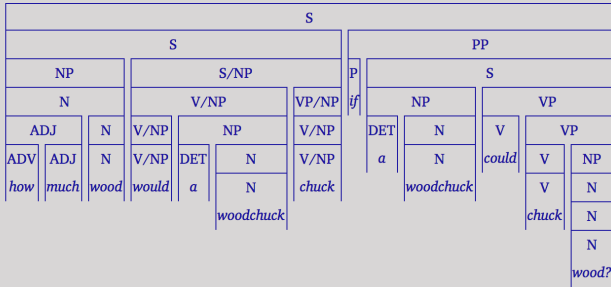 S
S PP
NP S/NP P S
N V/NP VP/NP if NP VP
ADJ N V/NP NP V/NP DET N V VP
ADV ADJ N V/NP DET N V/NP a N could V NP
how much wood would a N chuck woodchuck V N
woodchuck chuck N
N
wood?